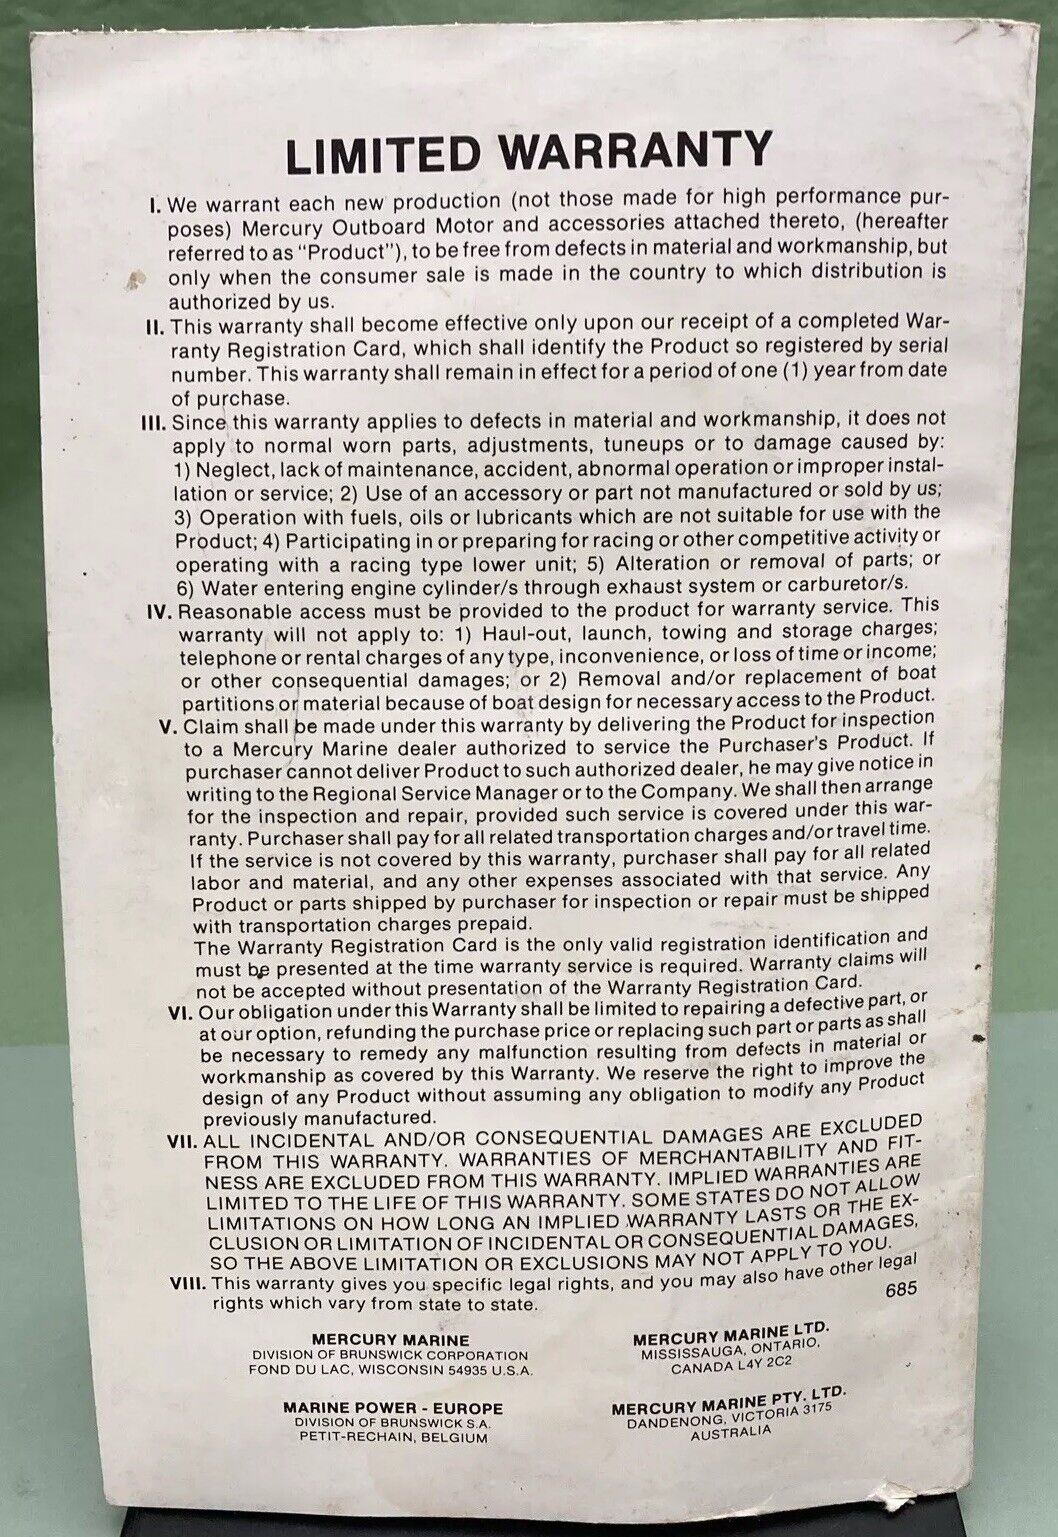 LIMITED WARRANTY
I. We warrant each new production (not those made for high performance pur-
poses) Mercury Outboard Motor and accessories attached thereto, (hereafter
referred to as "Product"), to be free from defects in material and workmanship, but
only when the consumer sale is made in the country to which distribution is
authorized by us.
II. This warranty shall become effective only upon our receipt of a completed War-
ranty Registration Card, which shall identify the Product so registered by serial
number. This warranty shall remain in effect for a period of one (1) year from date
of purchase.
III. Since this warranty applies to defects in material and workmanship, it does not
apply to normal worn parts, adjustments, tuneups or to damage caused by:
1) Neglect, lack of maintenance, accident, abnormal operation or improper instal-
lation or service; 2) Use of an accessory or part not manufactured or sold by us;
3) Operation with fuels, oils or lubricants which are not suitable for use with the
Product; 4) Participating in or preparing for racing or other competitive activity or
operating with a racing type lower unit; 5) Alteration or removal of parts; or
6) Water entering engine cylinder/s through exhaust system or carburetor/s.
IV. Reasonable access must be provided to the product for warranty service. This
warranty will not apply to: 1) Haul-out, launch, towing and storage charges;
telephone or rental charges of any type, inconvenience, or loss of time or income;
or other consequential damages; or 2) Removal and/or replacement of boat
partitions or material because of boat design for necessary access to the Product.
V. Claim shall be made under this warranty by delivering the Product for inspection
to a Mercury Marine dealer authorized to service the Purchaser's Product. If
purchaser cannot deliver Product to such authorized dealer, he may give notice in
writing to the Regional Service Manager or to the Company. We shall then arrange
for the inspection and repair, provided such service is covered under this war-
ranty. Purchaser shall pay for all related transportation charges and/or travel time.
If the service is not covered by this warranty, purchaser shall pay for all related
labor and material, and any other expenses associated with that service. Any
Product or parts shipped by purchaser for inspection or repair must be shipped
with transportation charges prepaid.
The Warranty Registration Card is the only valid registration identification and
must be presented at the time warranty service is required. Warranty claims will
not be accepted without presentation of the Warranty Registration Card.
VI. Our obligation under this Warranty shall be limited to repairing a defective part, or
at our option, refunding the purchase price or replacing such part or parts as shall
be necessary to remedy any malfunction resulting from defects in material or
workmanship as covered by this Warranty. We reserve the right to improve the
design of any Product without assuming any obligation to modify any Product
previously manufactured.
VII. ALL INCIDENTAL AND/OR CONSEQUENTIAL DAMAGES ARE EXCLUDED
FROM THIS WARRANTY. WARRANTIES OF MERCHANTABILITY AND FIT-
NESS ARE EXCLUDED FROM THIS WARRANTY. IMPLIED WARRANTIES ARE
LIMITED TO THE LIFE OF THIS WARRANTY. SOME STATES DO NOT ALLOW
LIMITATIONS ON HOW LONG AN IMPLIED WARRANTY LASTS OR THE EX-
CLUSION OR LIMITATION OF INCIDENTAL OR CONSEQUENTIAL DAMAGES,
SO THE ABOVE LIMITATION OR EXCLUSIONS MAY NOT APPLY TO YOU.
VIII. This warranty gives you specific legal rights, and you may also have other legal
rights which vary from state to state.
685
MERCURY MARINE
DIVISION OF BRUNSWICK CORPORATION
FOND DU LAC, WISCONSIN 54935 U.S.A.
MERCURY MARINE LTD.
MISSISSAUGA, ONTARIO,
CANADA L4Y 2C2
MARINE POWER - EUROPE
DIVISION OF BRUNSWICK S.A.
PETIT-RECHAIN, BELGIUM
MERCURY MARINE PTY. LTD.
DANDENONG, VICTORIA 3175
AUSTRALIA